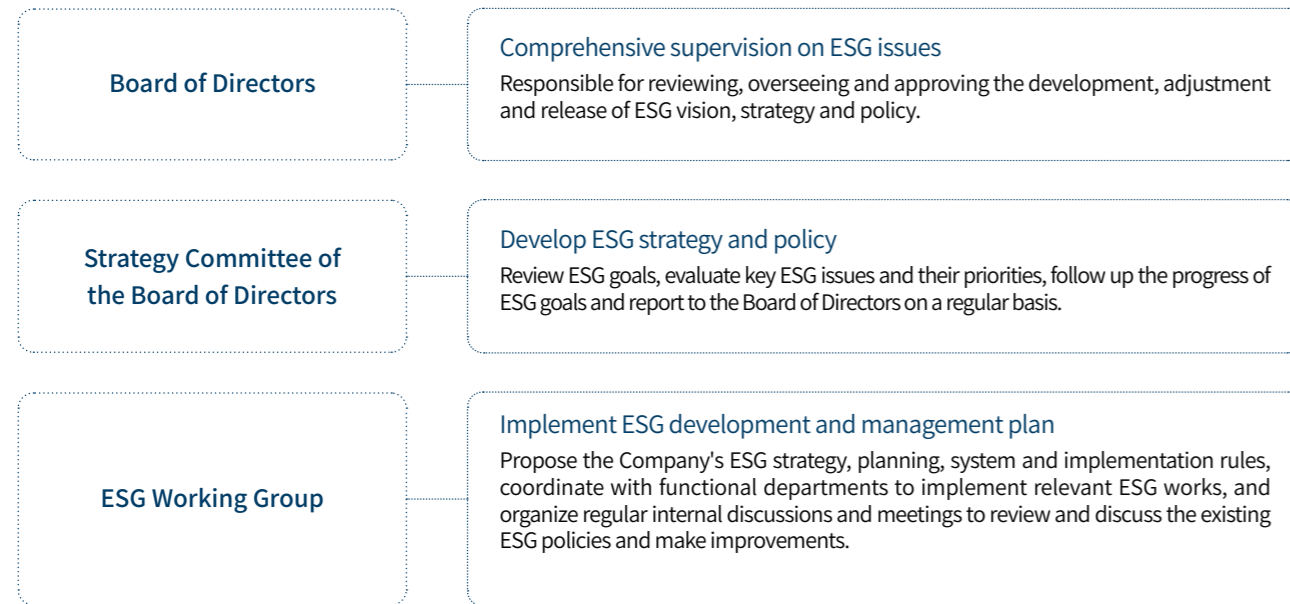 Board of Directors
Comprehensive supervision on ESG issues
Responsible for reviewing, overseeing and approving the development, adjustment
and release of ESG vision, strategy and policy.
Strategy Committee of
the Board of Directors
Develop ESG strategy and policy
Review ESG goals, evaluate key ESG issues and their priorities, follow up the progress of
ESG goals and report to the Board of Directors on a regular basis.
ESG Working Group
Implement ESG development and management plan
Propose the Company's ESG strategy, planning, system and implementation rules,
coordinate with functional departments to implement relevant ESG works, and
organize regular internal discussions and meetings to review and discuss the existing
ESG policies and make improvements.